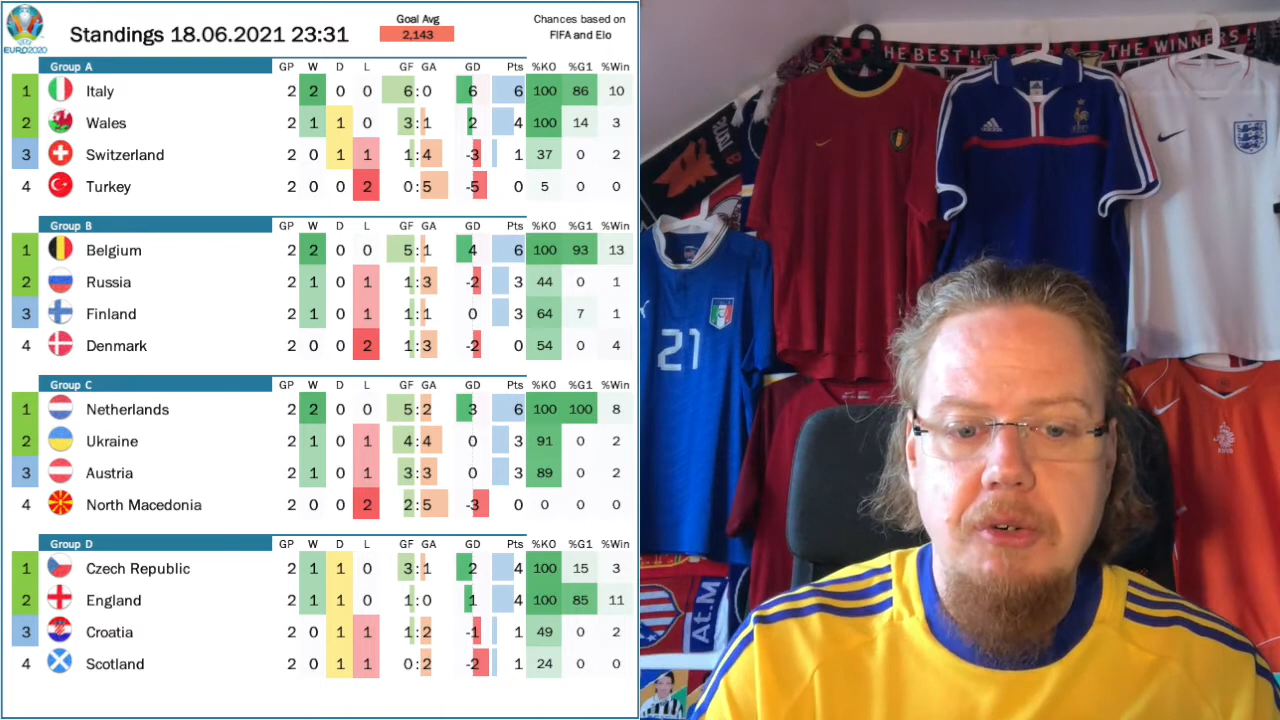 EURO2020
Standings 18.06.2021 23:31
Goal Avg
2,143
Chances based on
FIFA and Elo
Group A GP W D L GF GA GD Pts %KO %G1 %Win
1 Italy 2 2 0 0 6:0 6 6 100 86 10
2 Wales 2 1 1 0 3:1 2 4 100 14 3
3 Switzerland 2 0 1 1 1:4 -3 1 37 0 2
4 Turkey 2 0 0 2 0:5 -5 0 5 0 0
Group B GP W D L GF GA GD Pts %KO %G1 %Win
1 Belgium 2 2 0 0 5:1 4 6 100 93 13
2 Russia 2 1 0 1 1:3 -2 3 44 0 1
3 Finland 2 1 0 1 1:1 0 3 64 7 1
4 Denmark 2 0 0 2 1:3 -2 0 54 0 4
Group C GP W D L GF GA GD Pts %KO %G1 %Win
1 Netherlands 2 2 0 0 5:2 3 6 100 100 8
2 Ukraine 2 1 0 1 4:4 0 3 91 0 2
3 Austria 2 1 0 1 3:3 0 3 89 0 2
4 North Macedonia 2 0 0 2 2:5 -3 0 0 0 0
Group D GP W D L GF GA GD Pts %KO %G1 %Win
1 Czech Republic 2 1 1 0 3:1 2 4 100 15 3
2 England 2 1 1 0 1:0 1 4 100 85 11
3 Croatia 2 0 1 1 1:2 -1 1 49 0 2
4 Scotland 2 0 1 1 0:2 -2 1 24 0 0
THE BEST !! THE WINNERS !!
adidas
21
At.M